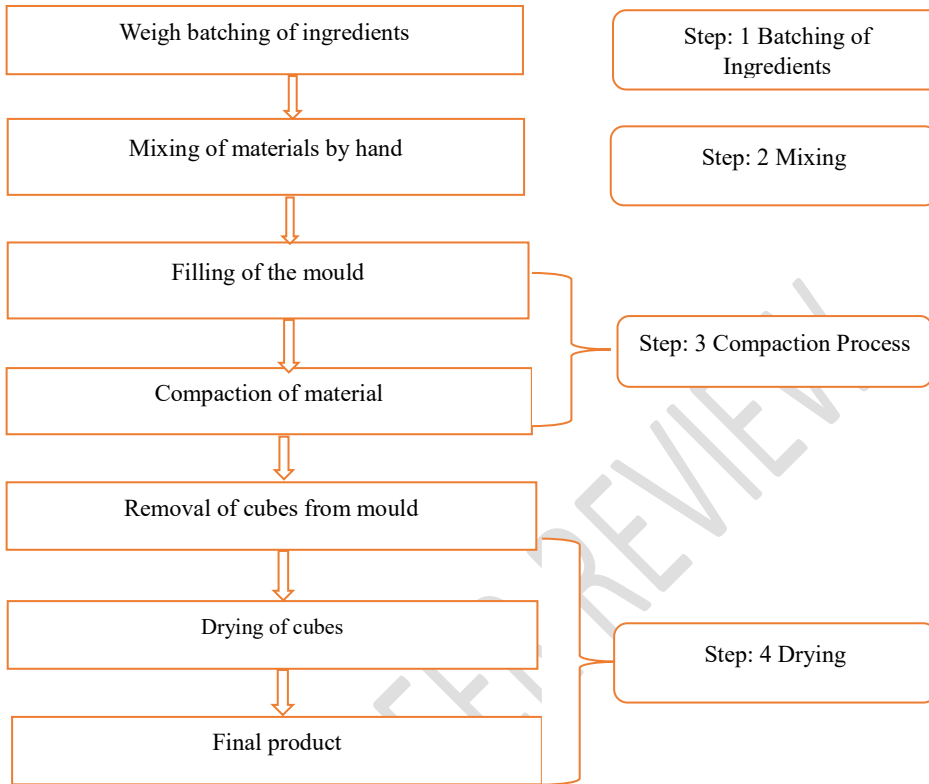 Weigh batching of ingredients
Step: 1 Batching of
Ingredients
Mixing of materials by hand
Step: 2 Mixing
Filling of the mould
Step: 3 Compaction Process
Compaction of material
Removal of cubes from mould
Drying of cubes
Step: 4 Drying
Final product
REVIEW